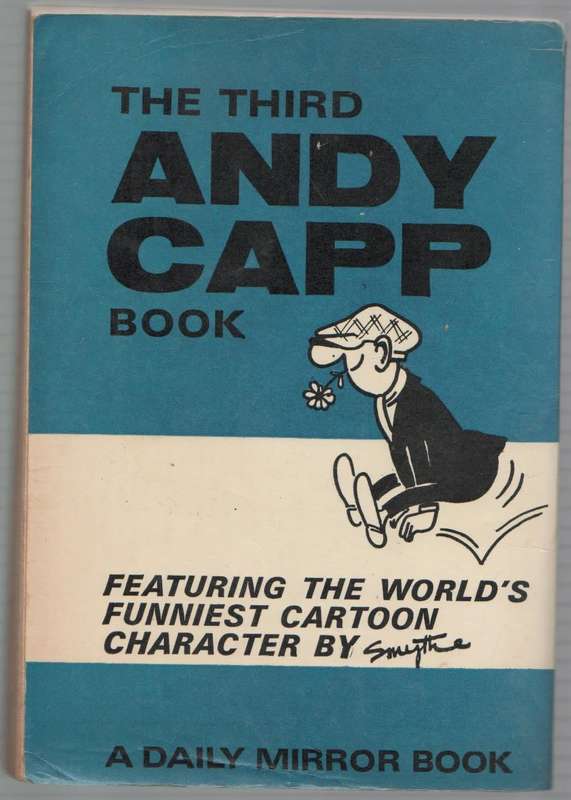 THE THIRD
ANDY
CAPP
BOOK
FEATURING THE WORLD'S
FUNNIEST CARTOON
CHARACTER BY Smythe
A DAILY MIRROR BOOK